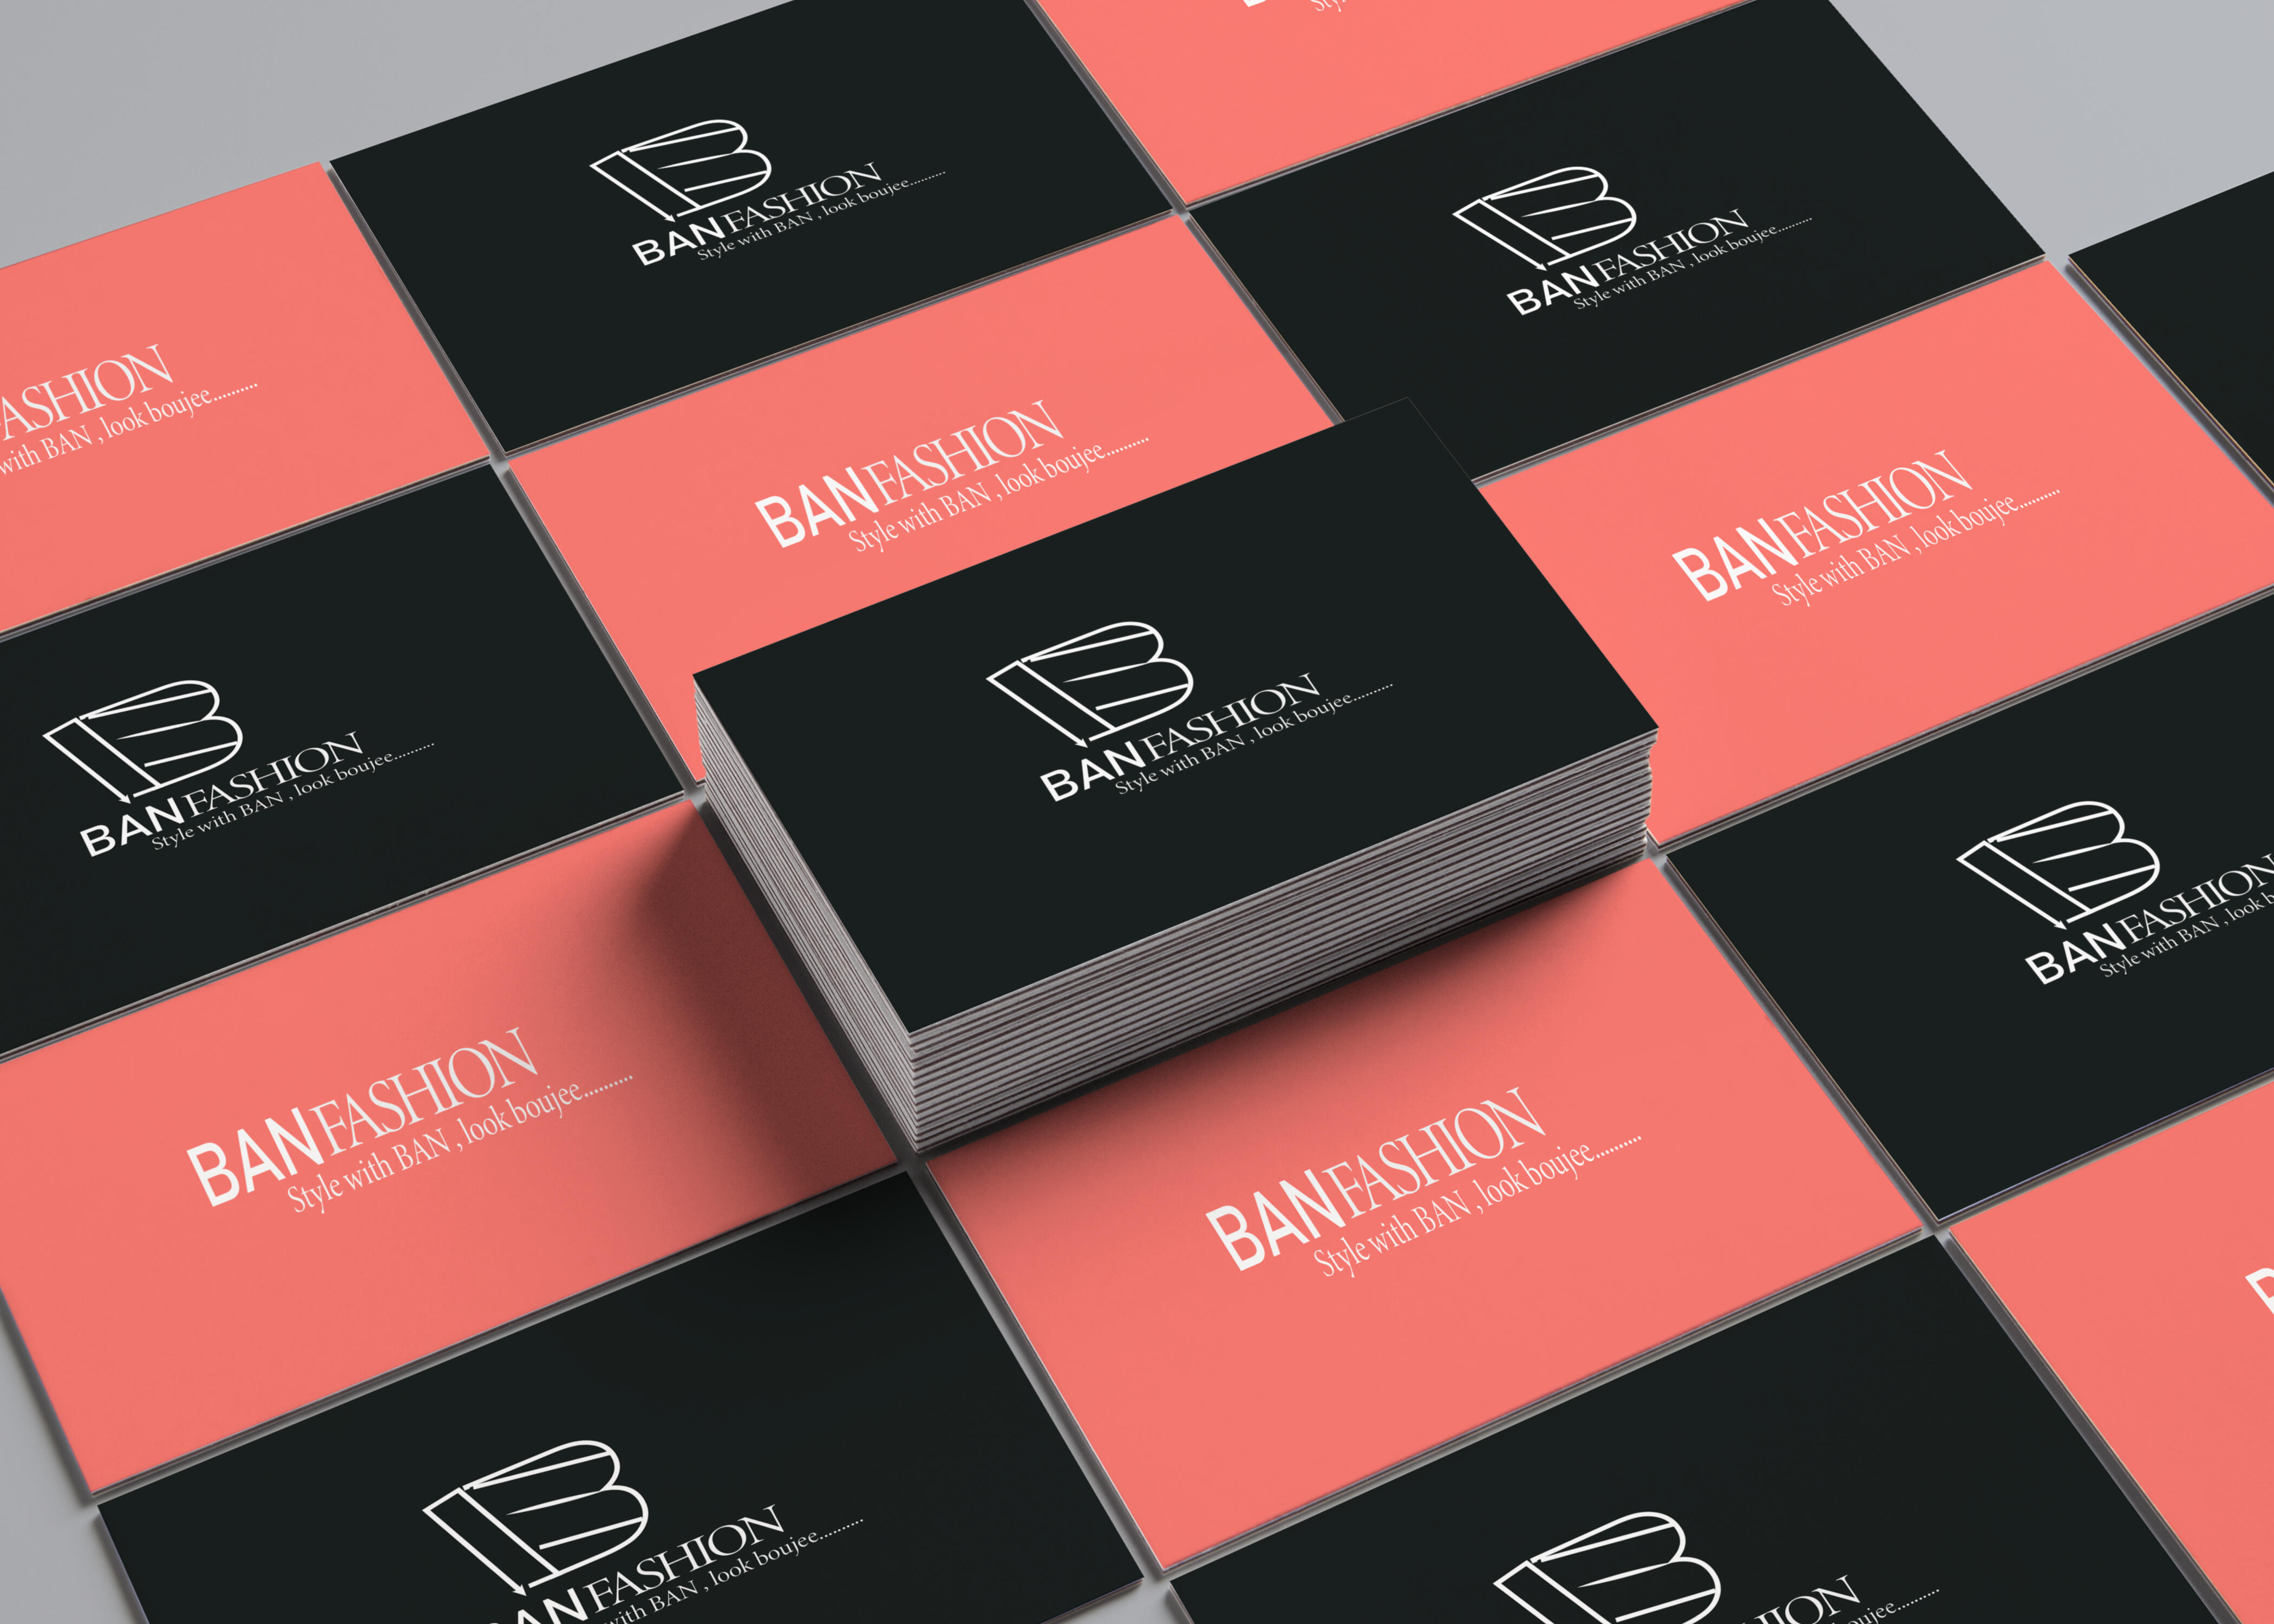 Sty
BANFASHION
Style with BAN , look boujee..........
BANFASHION
Style with BAN , look boujee..........
ASHION
with BAN , look boujee..........
BANFASHION
Style with BAN , look boujee..........
BANFASHION
Style with BAN , look boujee..........
BANFASHION
Style with BAN , look boujee..........
BANFASHION
Style with BAN , look boujee..........
BANFASHION
Style with BAN , look b
BANFASHION
Style with BAN , look boujee..........
BANFASHION
Style with BAN , look boujee..........
BANFASHION
with BAN , look boujee..........
HION
ujee..........